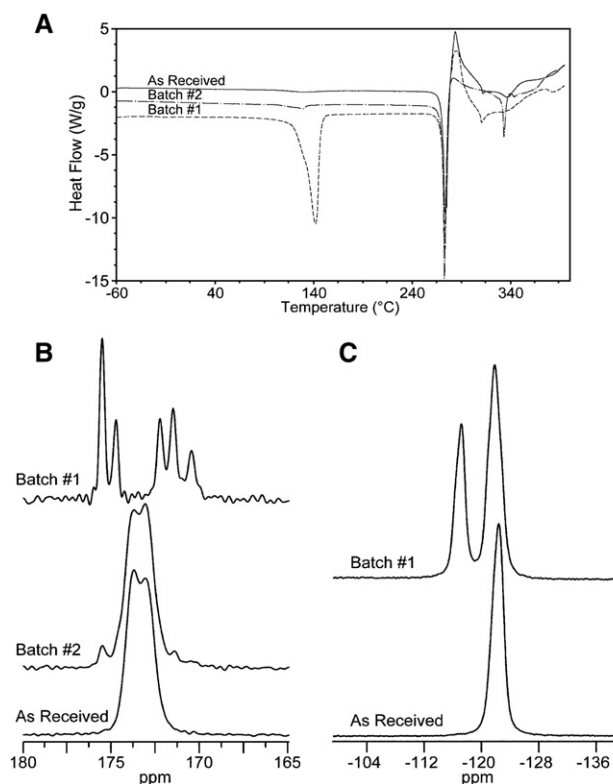 A
5
As Received
0
Batch #2
Batch #1
-5
-10
-15
Heat Flow (W/g)
-60 40 140 240 340
Temperature (°C)
B
C
Batch #1
Batch #1
Batch #2
As Received
As Received
180 175 170 165
ppm
-104 -112 -120 -128 -136
ppm